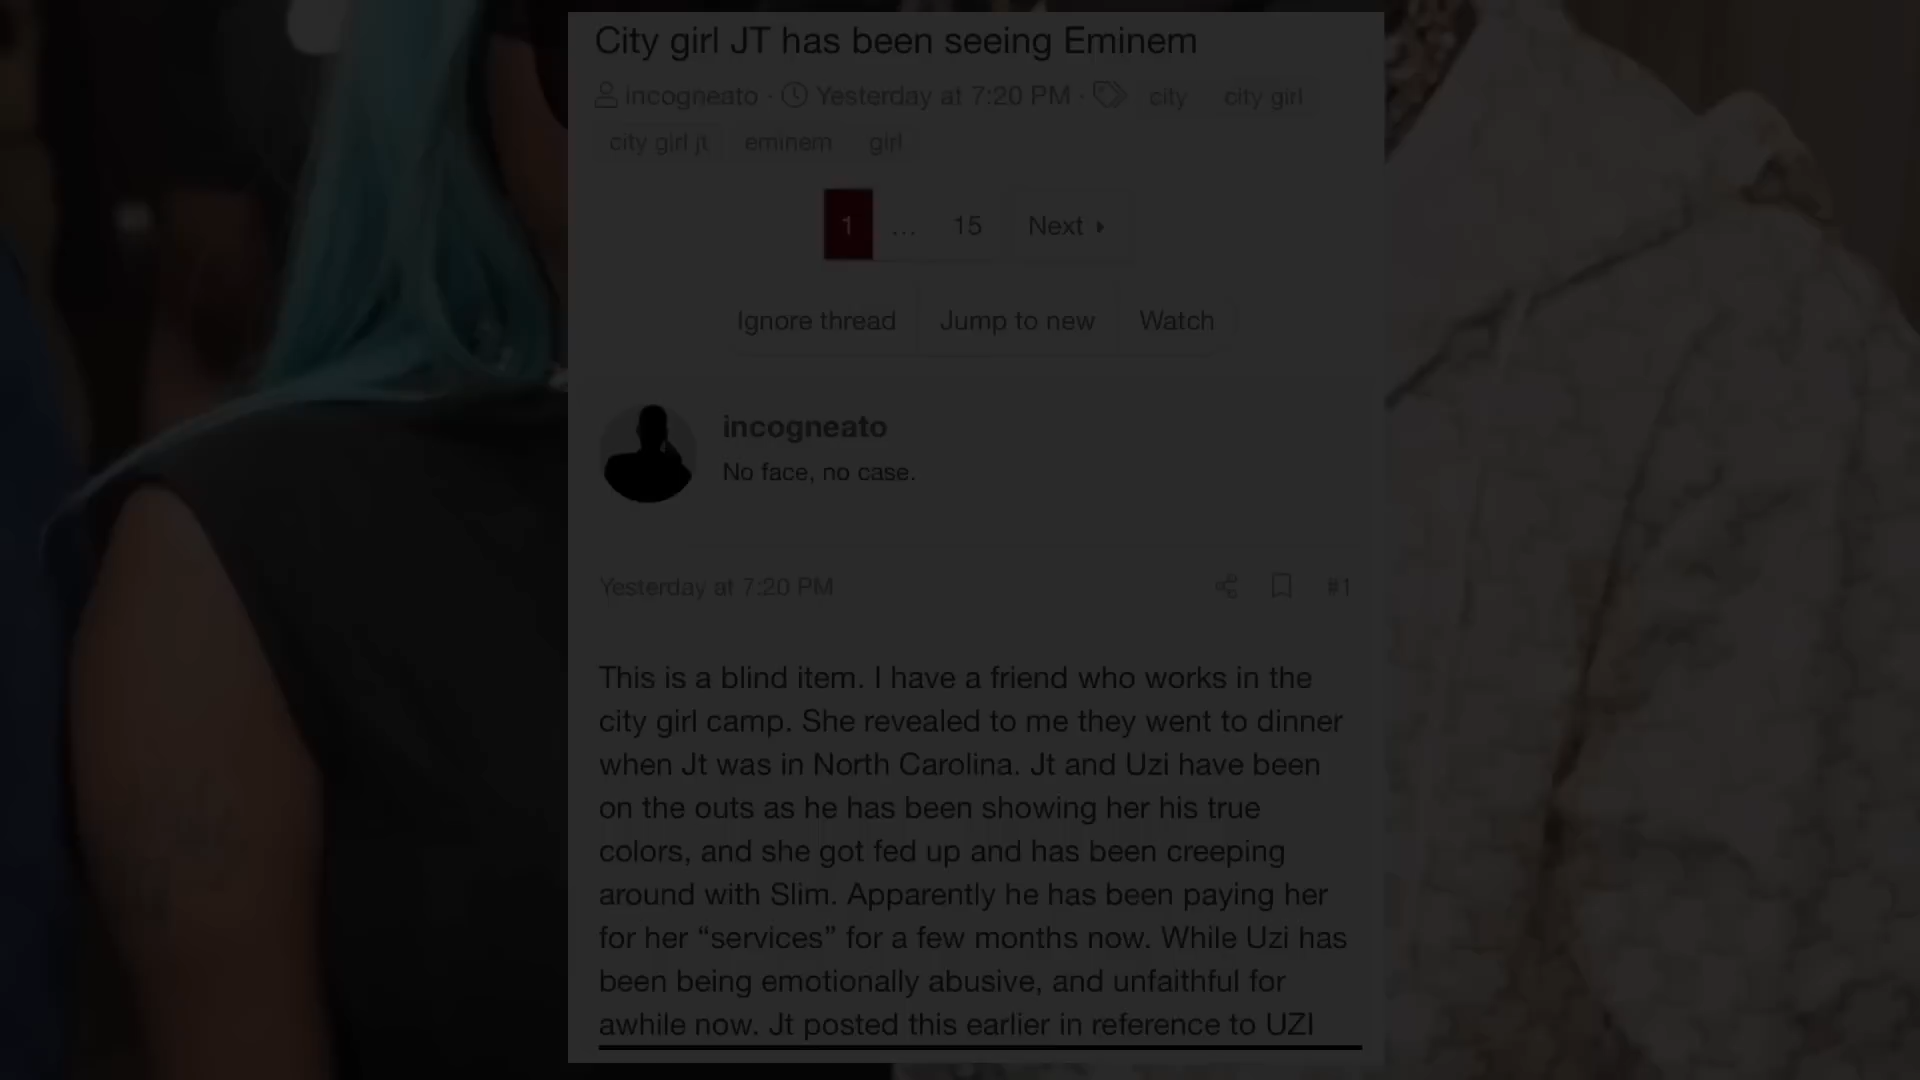 City girl JT has been seeing Eminem
incogneato · Yesterday at 7:20 PM · city city girl
city girl jt eminem girl
1 ... 15 Next
Ignore thread Jump to new Watch
incogneato
No face, no case.
Yesterday at 7:20 PM #1
This is a blind item. I have a friend who works in the
city girl camp. She revealed to me they went to dinner
when Jt was in North Carolina. Jt and Uzi have been
on the outs as he has been showing her his true
colors, and she got fed up and has been creeping
around with Slim. Apparently he has been paying her
for her “services” for a few months now. While Uzi has
been being emotionally abusive, and unfaithful for
awhile now. Jt posted this earlier in reference to UZI